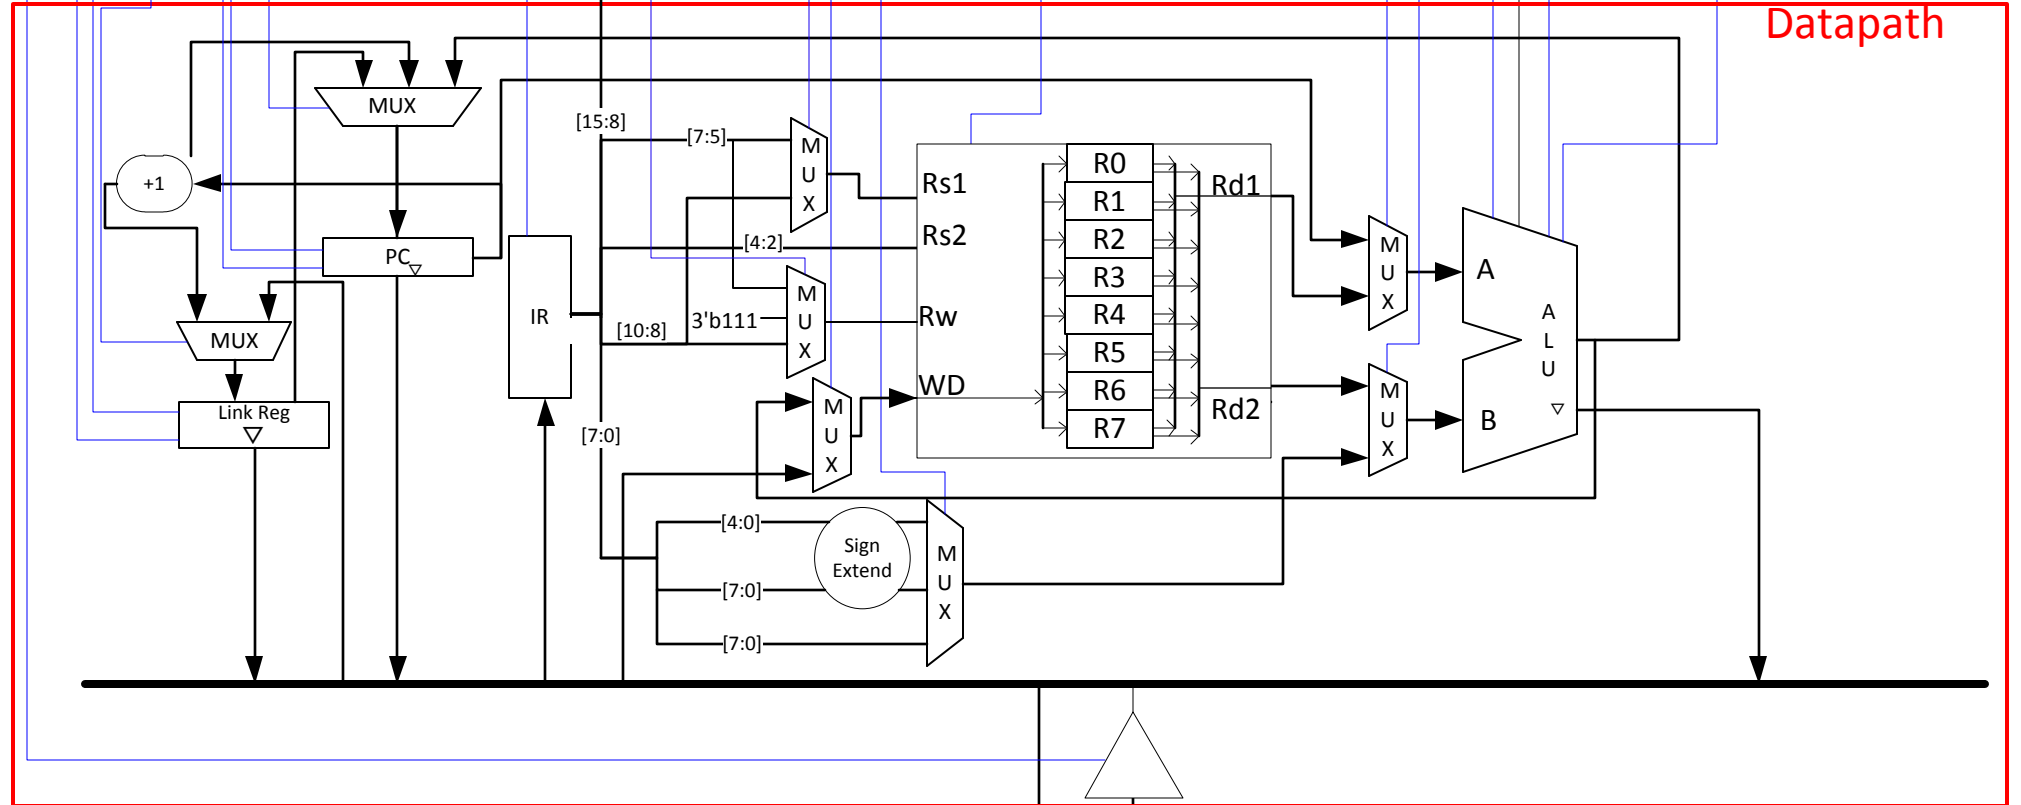 Datapath
MUX
[15:8]
[7:5]
M
U
X
+1
Rs1
R0
R1
R2
R3
R4
R5
R6
R7
Rd1
Rs2
[4:2]
PC
IR
M
U
X
3'b111
Rw
[10:8]
M
U
X
A
A
L
U
MUX
Link Reg
WD
Rd2
M
U
X
B
[7:0]
M
U
X
[4:0]
Sign
Extend
[7:0]
[7:0]
M
U
X